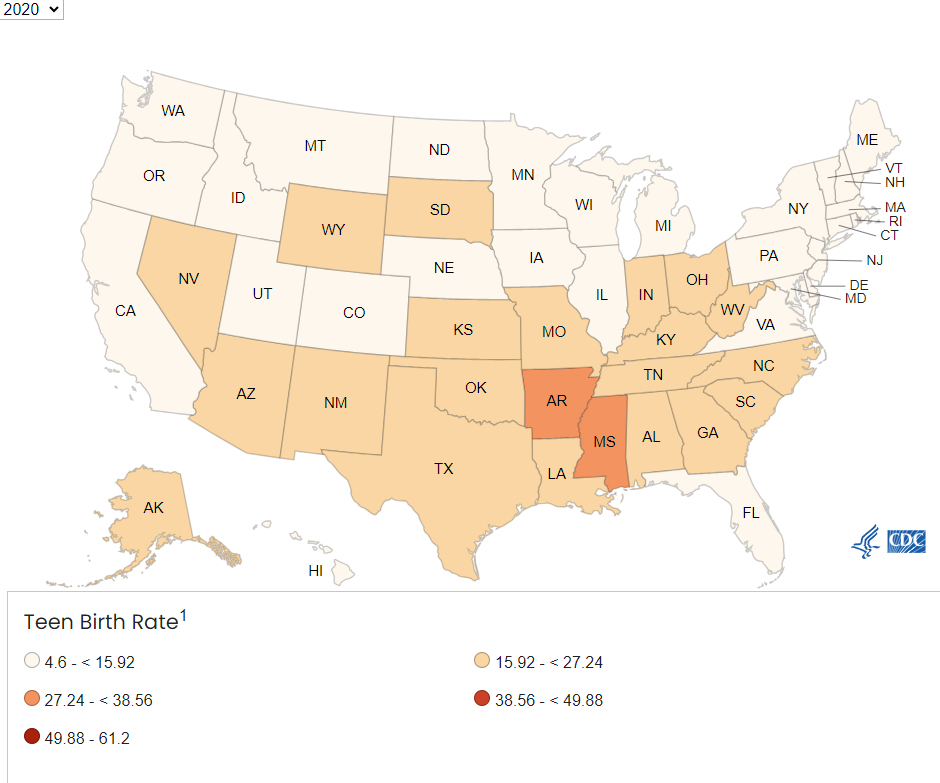 2020
WA
MT
ND
MN
ME
OR
ID
SD
WI
MI
NY
VT
NH
MA
RI
CT
WY
NE
IA
PA
NJ
NV
UT
CO
IL
IN
OH
DE
MD
CA
KS
MO
WV
VA
KY
AZ
NM
OK
AR
TN
NC
SC
TX
LA
MS
AL
GA
FL
AK
HI
CDC
Teen Birth Rate1
4.6 - < 15.92
15.92 - < 27.24
27.24 - < 38.56
38.56 - < 49.88
49.88 - 61.2